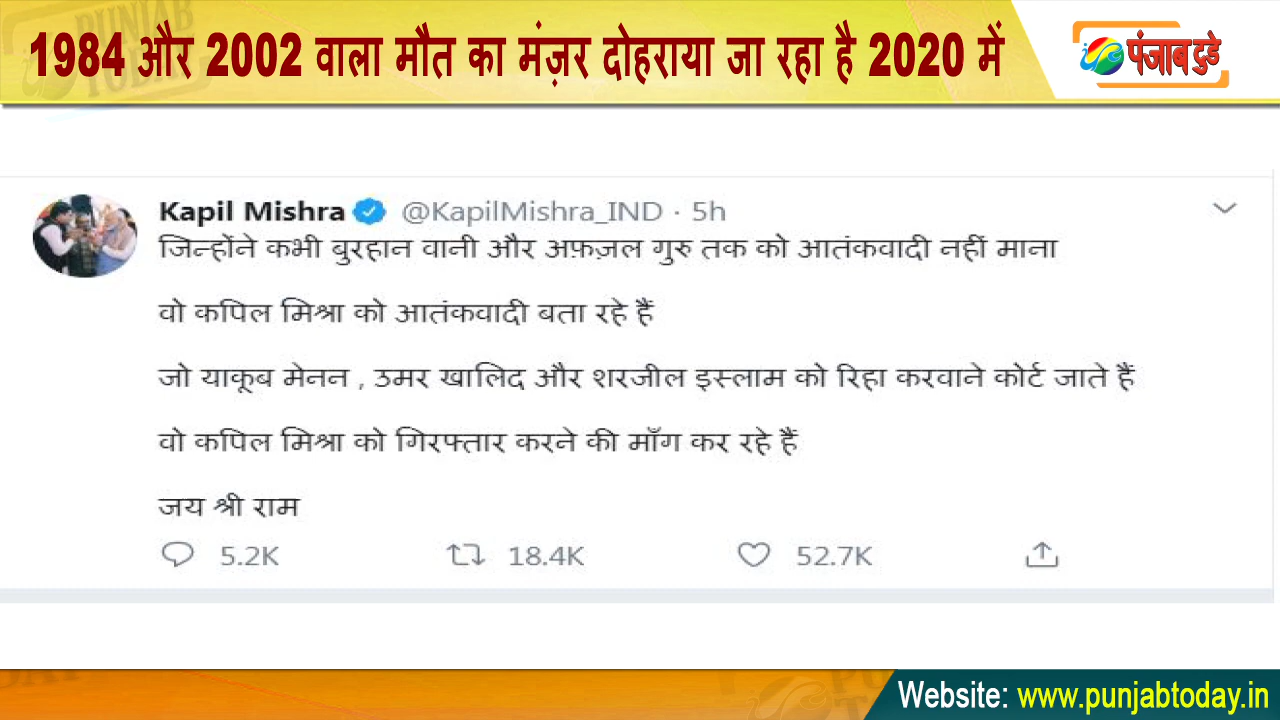 1984 और 2002 वाला मौत का मंज़र दोहराया जा रहा है 2020 में
पंजाब टुडे
Kapil Mishra @KapilMishra_IND · 5h
जिन्होंने कभी बुरहान वानी और अफ़ज़ल गुरु तक को आतंकवादी नहीं माना
वो कपिल मिश्रा को आतंकवादी बता रहे हैं
जो याकूब मेनन , उमर खालिद और शरजील इस्लाम को रिहा करवाने कोर्ट जाते हैं
वो कपिल मिश्रा को गिरफ्तार करने की माँग कर रहे हैं
जय श्री राम
5.2K 18.4K 52.7K
Website: www.punjabtoday.in